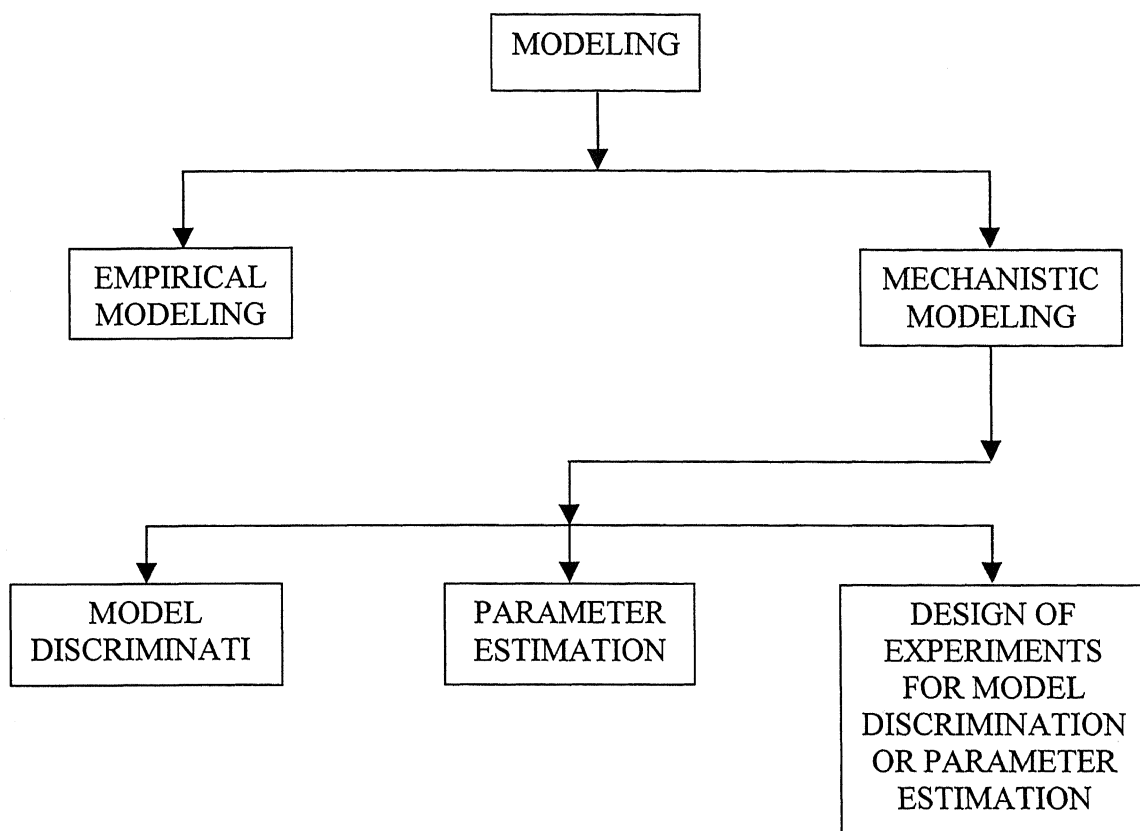 MODELING
EMPIRICAL
MODELING
MECHANISTIC
MODELING
MODEL
DISCRIMINATI
PARAMETER
ESTIMATION
DESIGN OF
EXPERIMENTS
FOR MODEL
DISCRIMINATION
OR PARAMETER
ESTIMATION